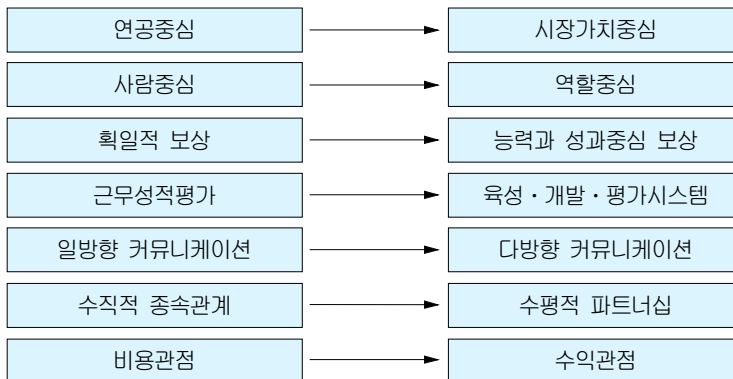 연공중심 시장가치중심
사람중심 역할중심
획일적 보상 능력과 성과중심 보상
근무성적평가 육성・개발・평가시스템
일방향 커뮤니케이션 다방향 커뮤니케이션
수직적 종속관계 수평적 파트너십
비용관점 수익관점